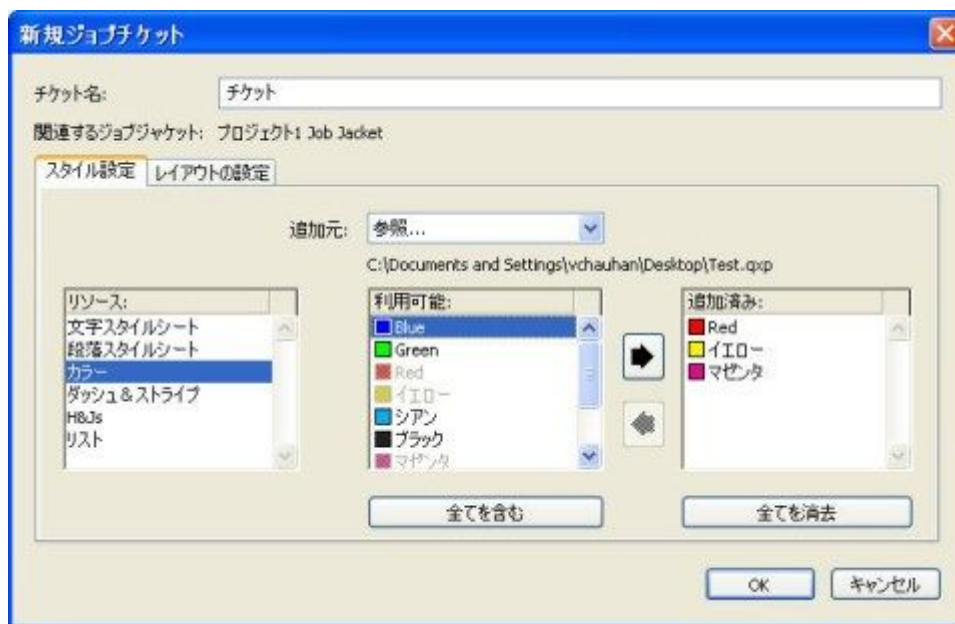 新規ジョブチケット
チケット名: チケット
関連するジョブジャケット: プロジェクト1 Job Jacket
スタイル設定 レイアウトの設定
追加元: 参照...
C:\Documents and Settings\vchauhan\Desktop\Test.qxp
リソース:
文字スタイルシート
段落スタイルシート
カラー
ダッシュ&ストライプ
H&Js
リスト
利用可能:
Blue
Green
Red
イエロー
シアン
ブラック
マゼンタ
追加済み:
Red
イエロー
マゼンタ
全てを含む
全てを消去
OK
キャンセル